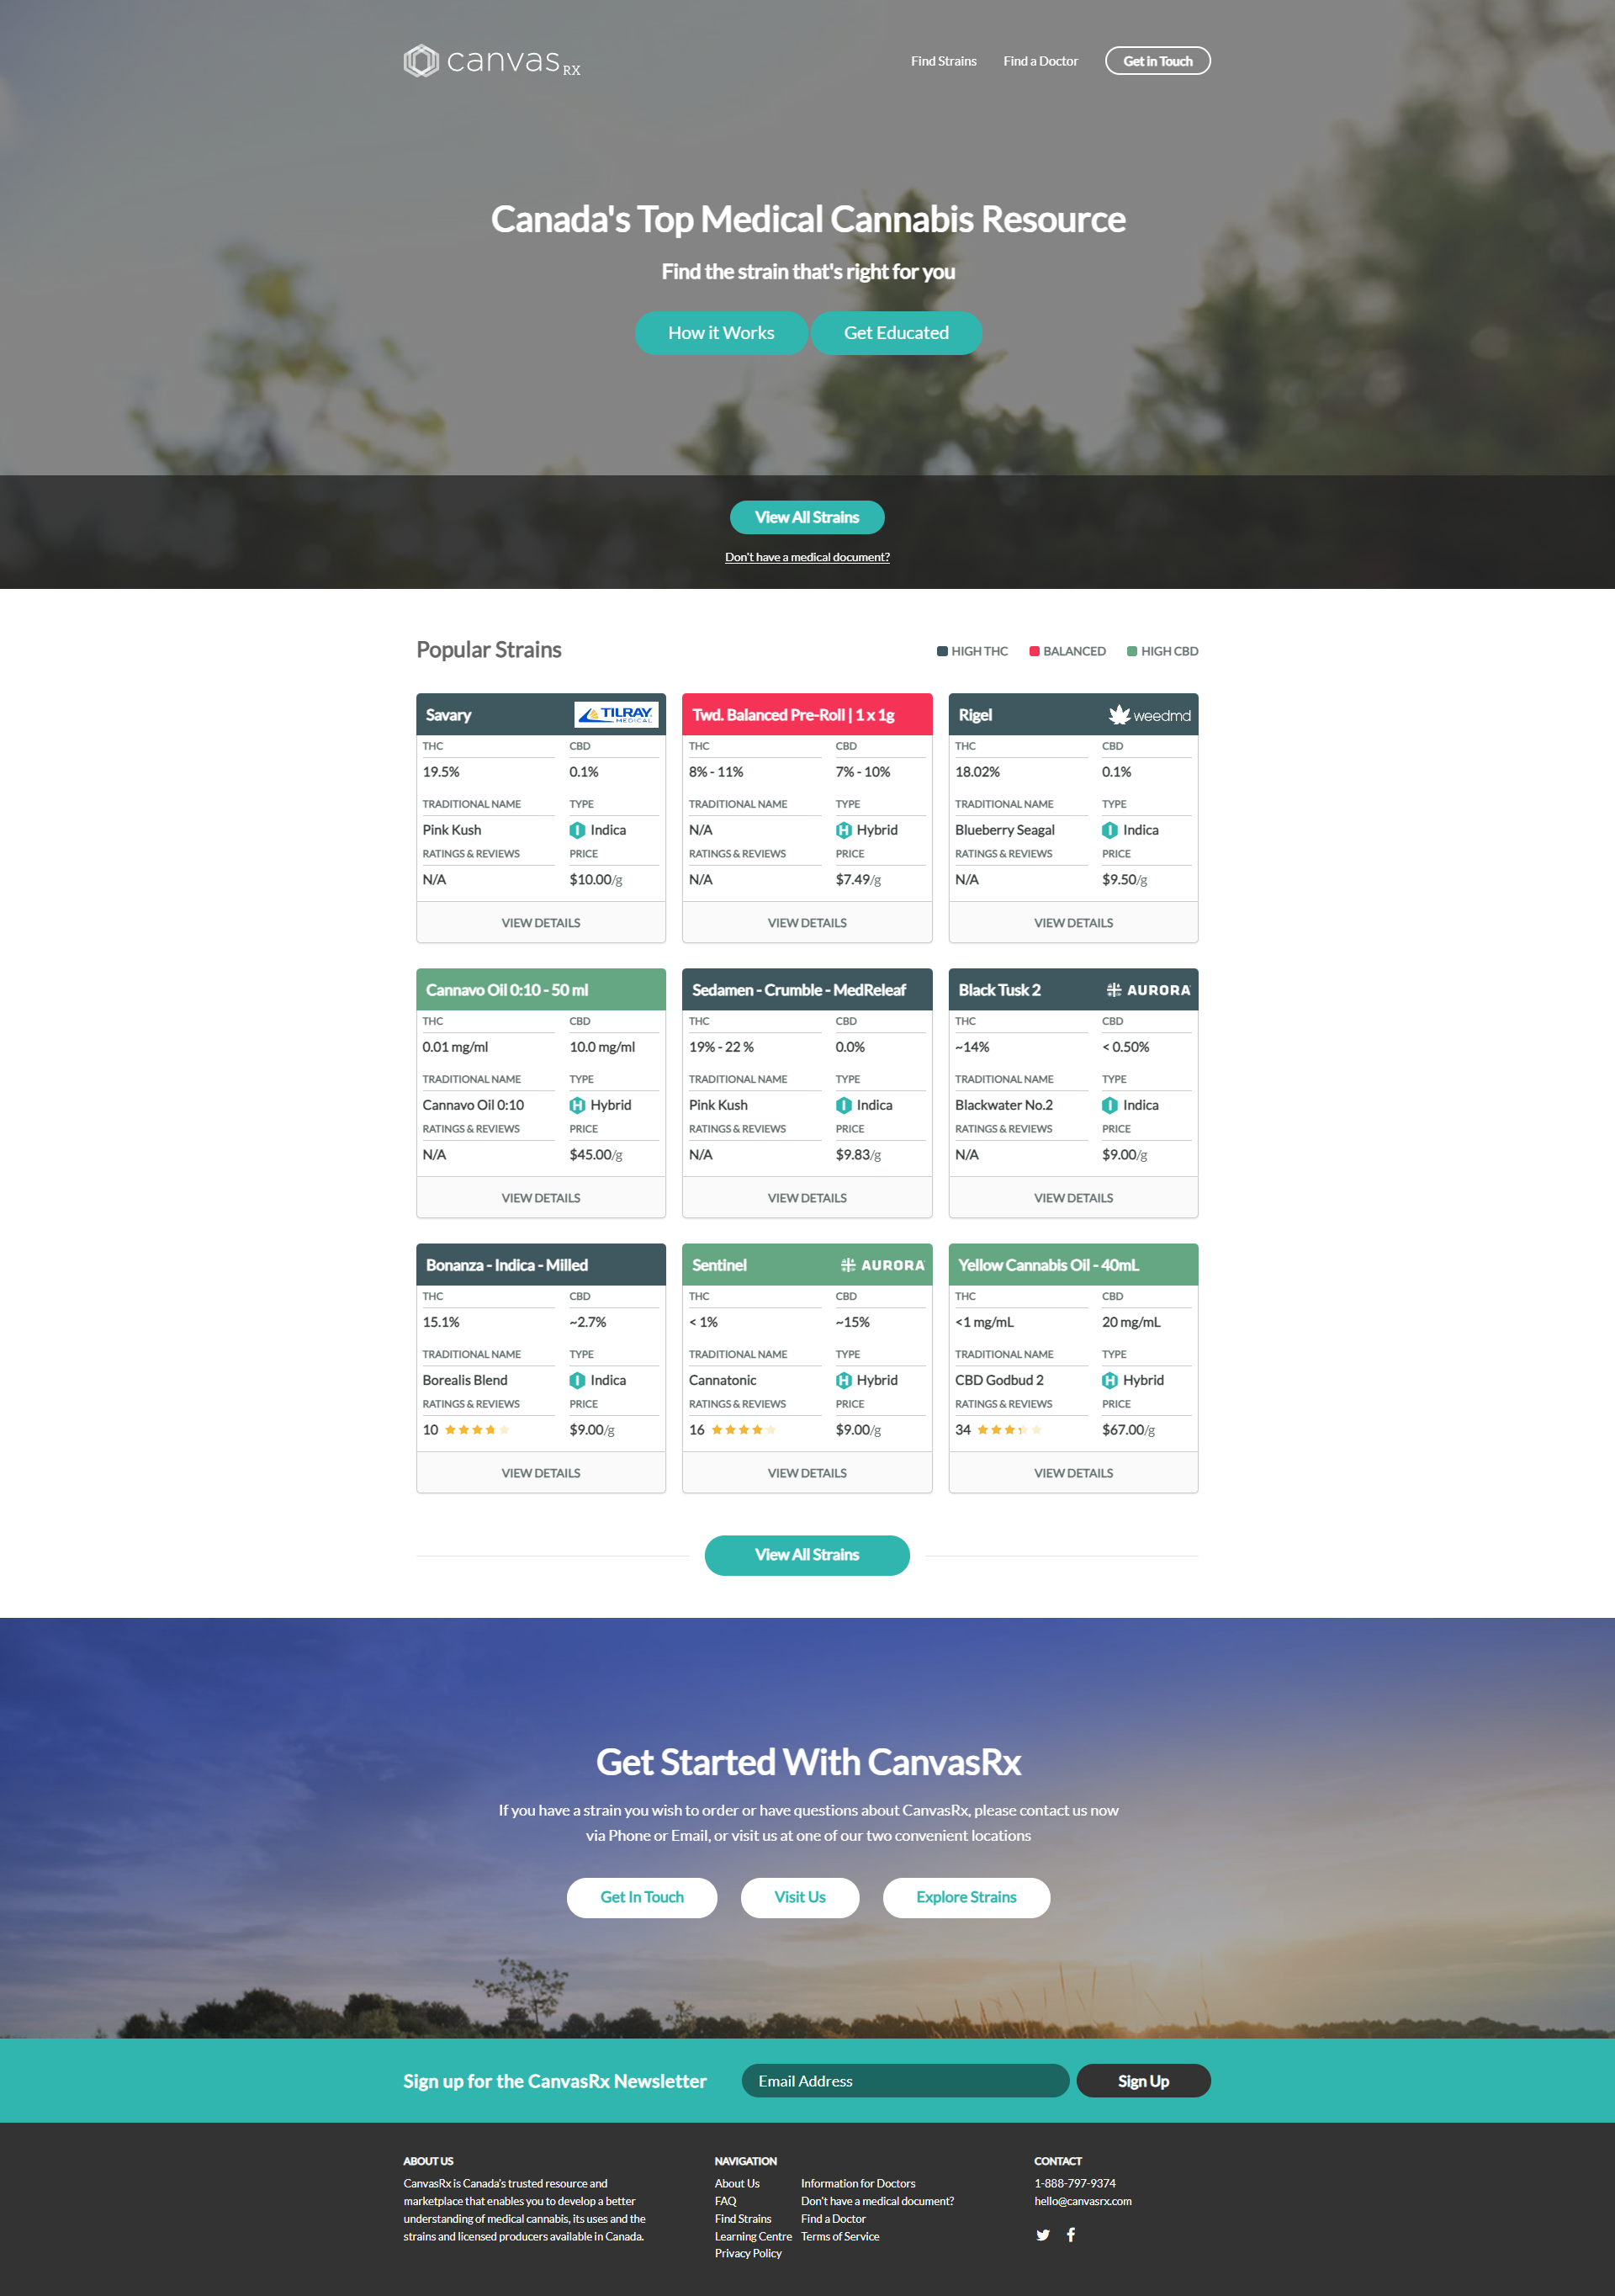 canvas RX
Find Strains
Find a Doctor
Get in Touch
Canada's Top Medical Cannabis Resource
Find the strain that's right for you
How it Works
Get Educated
View All Strains
Don't have a medical document?
Popular Strains
HIGH THC
BALANCED
HIGH CBD
Savary
TILRAY
MEDICAL
THC
CBD
19.5%
0.1%
TRADITIONAL NAME
TYPE
Pink Kush
I Indica
RATINGS & REVIEWS
PRICE
N/A
$10.00/g
VIEW DETAILS
Twd. Balanced Pre-Roll | 1 x 1g
THC
CBD
8% - 11%
7% - 10%
TRADITIONAL NAME
TYPE
N/A
H Hybrid
RATINGS & REVIEWS
PRICE
N/A
$7.49/g
VIEW DETAILS
Rigel
weedmd
THC
CBD
18.02%
0.1%
TRADITIONAL NAME
TYPE
Blueberry Seagal
I Indica
RATINGS & REVIEWS
PRICE
N/A
$9.50/g
VIEW DETAILS
Cannavo Oil 0:10 - 50 ml
THC
CBD
0.01 mg/ml
10.0 mg/ml
TRADITIONAL NAME
TYPE
Cannavo Oil 0:10
H Hybrid
RATINGS & REVIEWS
PRICE
N/A
$45.00/g
VIEW DETAILS
Sedamen - Crumble - MedReleaf
THC
CBD
19% - 22 %
0.0%
TRADITIONAL NAME
TYPE
Pink Kush
I Indica
RATINGS & REVIEWS
PRICE
N/A
$9.83/g
VIEW DETAILS
Black Tusk 2
AURORA
THC
CBD
~14%
< 0.50%
TRADITIONAL NAME
TYPE
Blackwater No.2
I Indica
RATINGS & REVIEWS
PRICE
N/A
$9.00/g
VIEW DETAILS
Bonanza - Indica - Milled
THC
CBD
15.1%
~2.7%
TRADITIONAL NAME
TYPE
Borealis Blend
I Indica
RATINGS & REVIEWS
PRICE
10
$9.00/g
VIEW DETAILS
Sentinel
AURORA
THC
CBD
< 1%
~15%
TRADITIONAL NAME
TYPE
Cannatonic
H Hybrid
RATINGS & REVIEWS
PRICE
16
$9.00/g
VIEW DETAILS
Yellow Cannabis Oil - 40mL
THC
CBD
<1 mg/mL
20 mg/mL
TRADITIONAL NAME
TYPE
CBD Godbud 2
H Hybrid
RATINGS & REVIEWS
PRICE
34
$67.00/g
VIEW DETAILS
View All Strains
Get Started With CanvasRx
If you have a strain you wish to order or have questions about CanvasRx, please contact us now
via Phone or Email, or visit us at one of our two convenient locations
Get In Touch
Visit Us
Explore Strains
Sign up for the CanvasRx Newsletter
Email Address
Sign Up
ABOUT US
CanvasRx is Canada's trusted resource and
marketplace that enables you to develop a better
understanding of medical cannabis, its uses and the
strains and licensed producers available in Canada.
NAVIGATION
About Us
FAQ
Find Strains
Learning Centre
Privacy Policy
Information for Doctors
Don't have a medical document?
Find a Doctor
Terms of Service
CONTACT
1-888-797-9374
hello@canvasrx.com